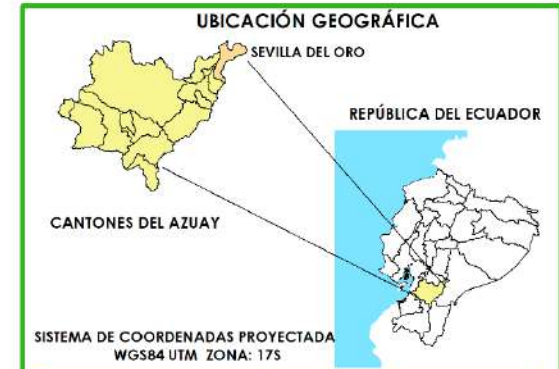 UBICACIÓN GEOGRÁFICA
SEVILLA DEL ORO
REPÚBLICA DEL ECUADOR
CANTONES DEL AZUAY
SISTEMA DE COORDENADAS PROYECTADA
WGS84 UTM ZONA: 17S